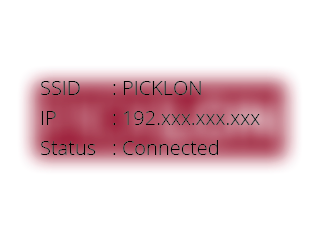 SSID : PICKLON
IP : 192.xxx.xxx.xxx
Status : Connected